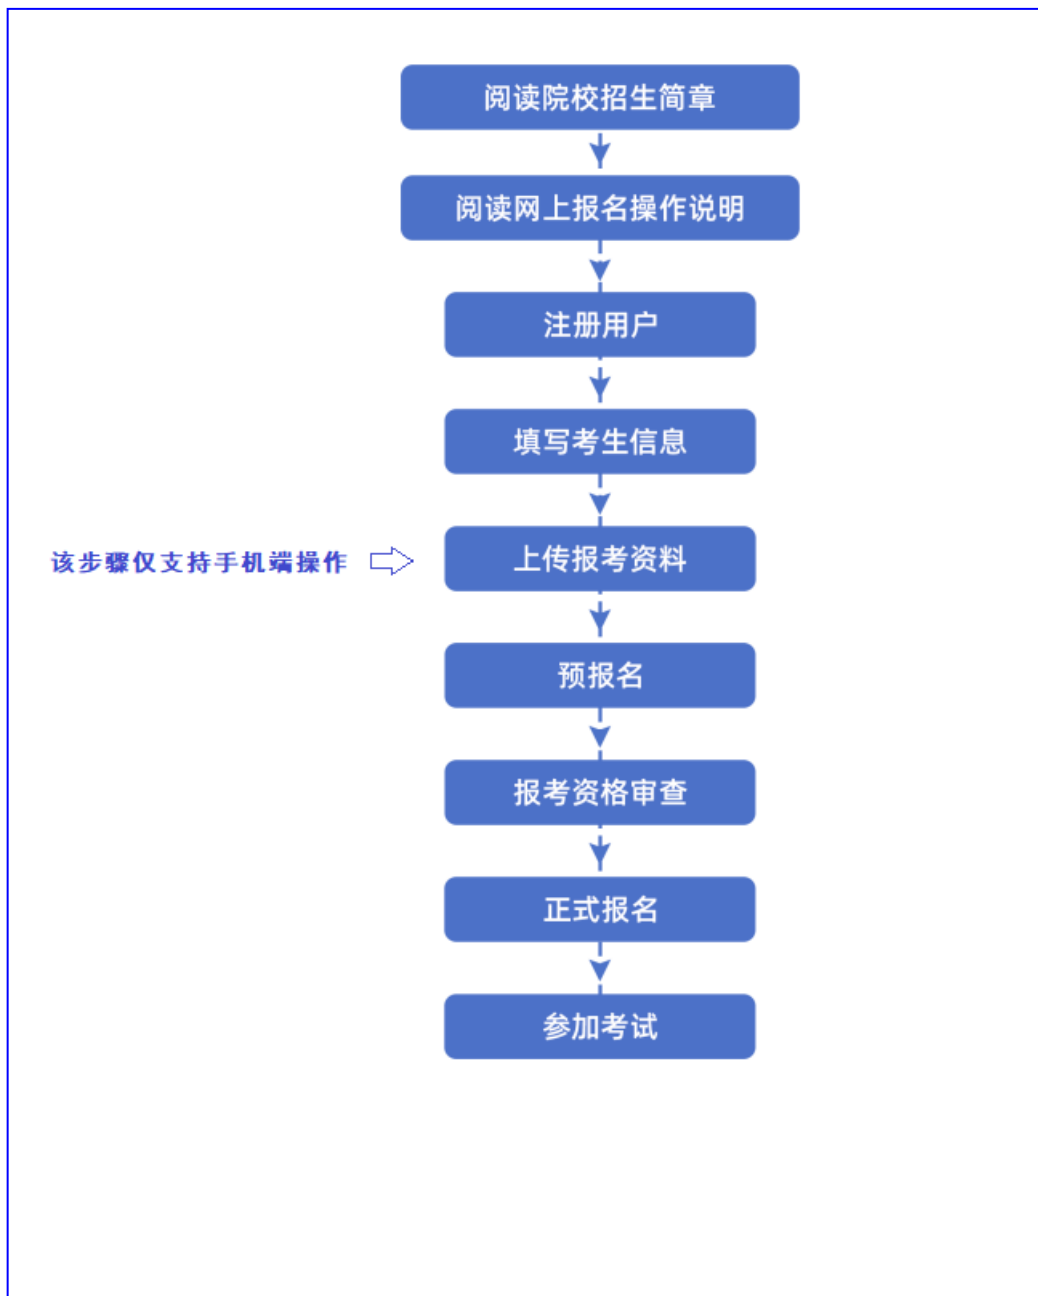 阅读院校招生简章
阅读网上报名操作说明
注册用户
填写考生信息
该步骤仅支持手机端操作
上传报考资料
预报名
报考资格审查
正式报名
参加考试